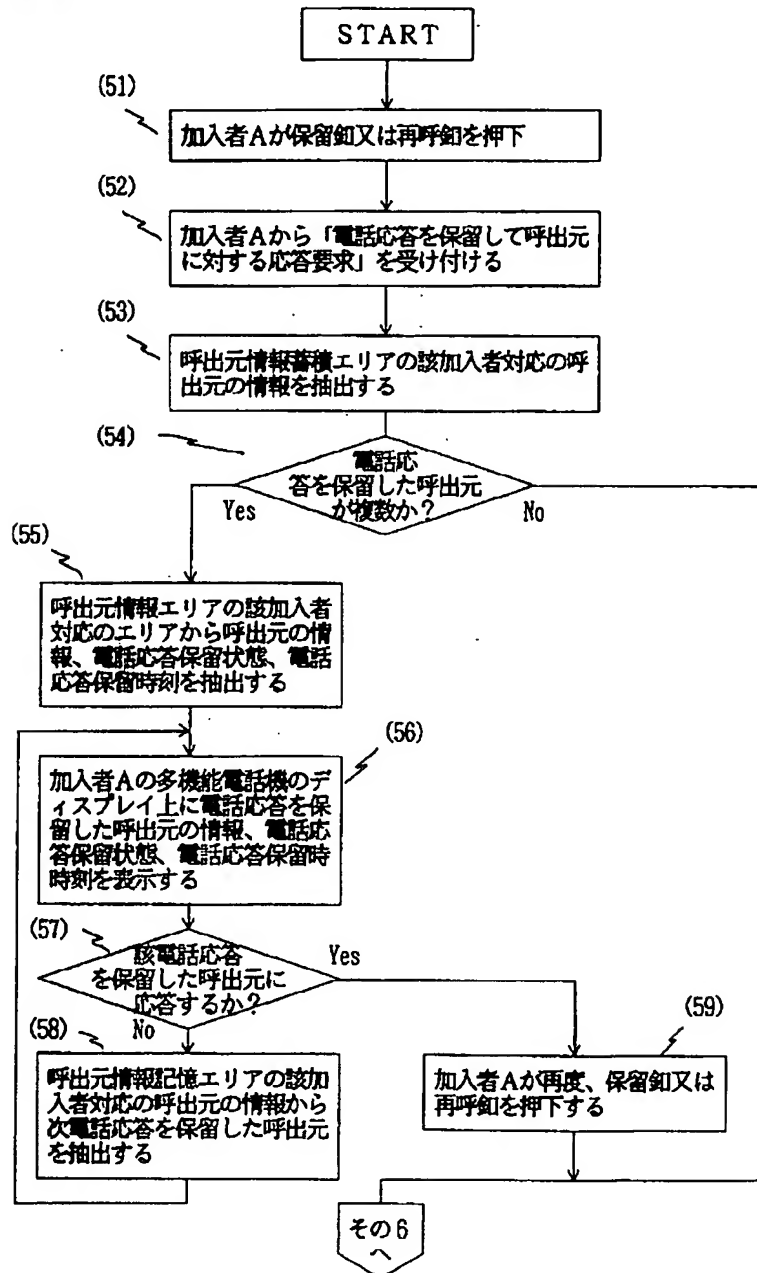 START
(51)
加入者Aが保留釦又は再呼釦を押下
(52)
加入者Aから「電話応答を保留して呼出元
に対する応答要求」を受け付ける
(53)
呼出元情報蓄積エリアの該加入者対応の呼
出元の情報を抽出する
(54)
電話応
答を保留した呼出元
が複数か？
Yes
No
(55)
呼出元情報エリアの該加入者
対応のエリアから呼出元の情
報、電話応答保留状態、電話
応答保留時刻を抽出する
(56)
加入者Aの多機能電話機のデ
ィスプレイ上に電話応答を保
留した呼出元の情報、電話応
答保留状態、電話応答保留時
時刻を表示する
(57)
該電話応答
を保留した呼出元に
応答するか？
Yes
No
(58)
呼出元情報記憶エリアの該加
入者対応の呼出元の情報から
次電話応答を保留した呼出元
を抽出する
(59)
加入者Aが再度、保留釦又は
再呼釦を押下する
その6
へ